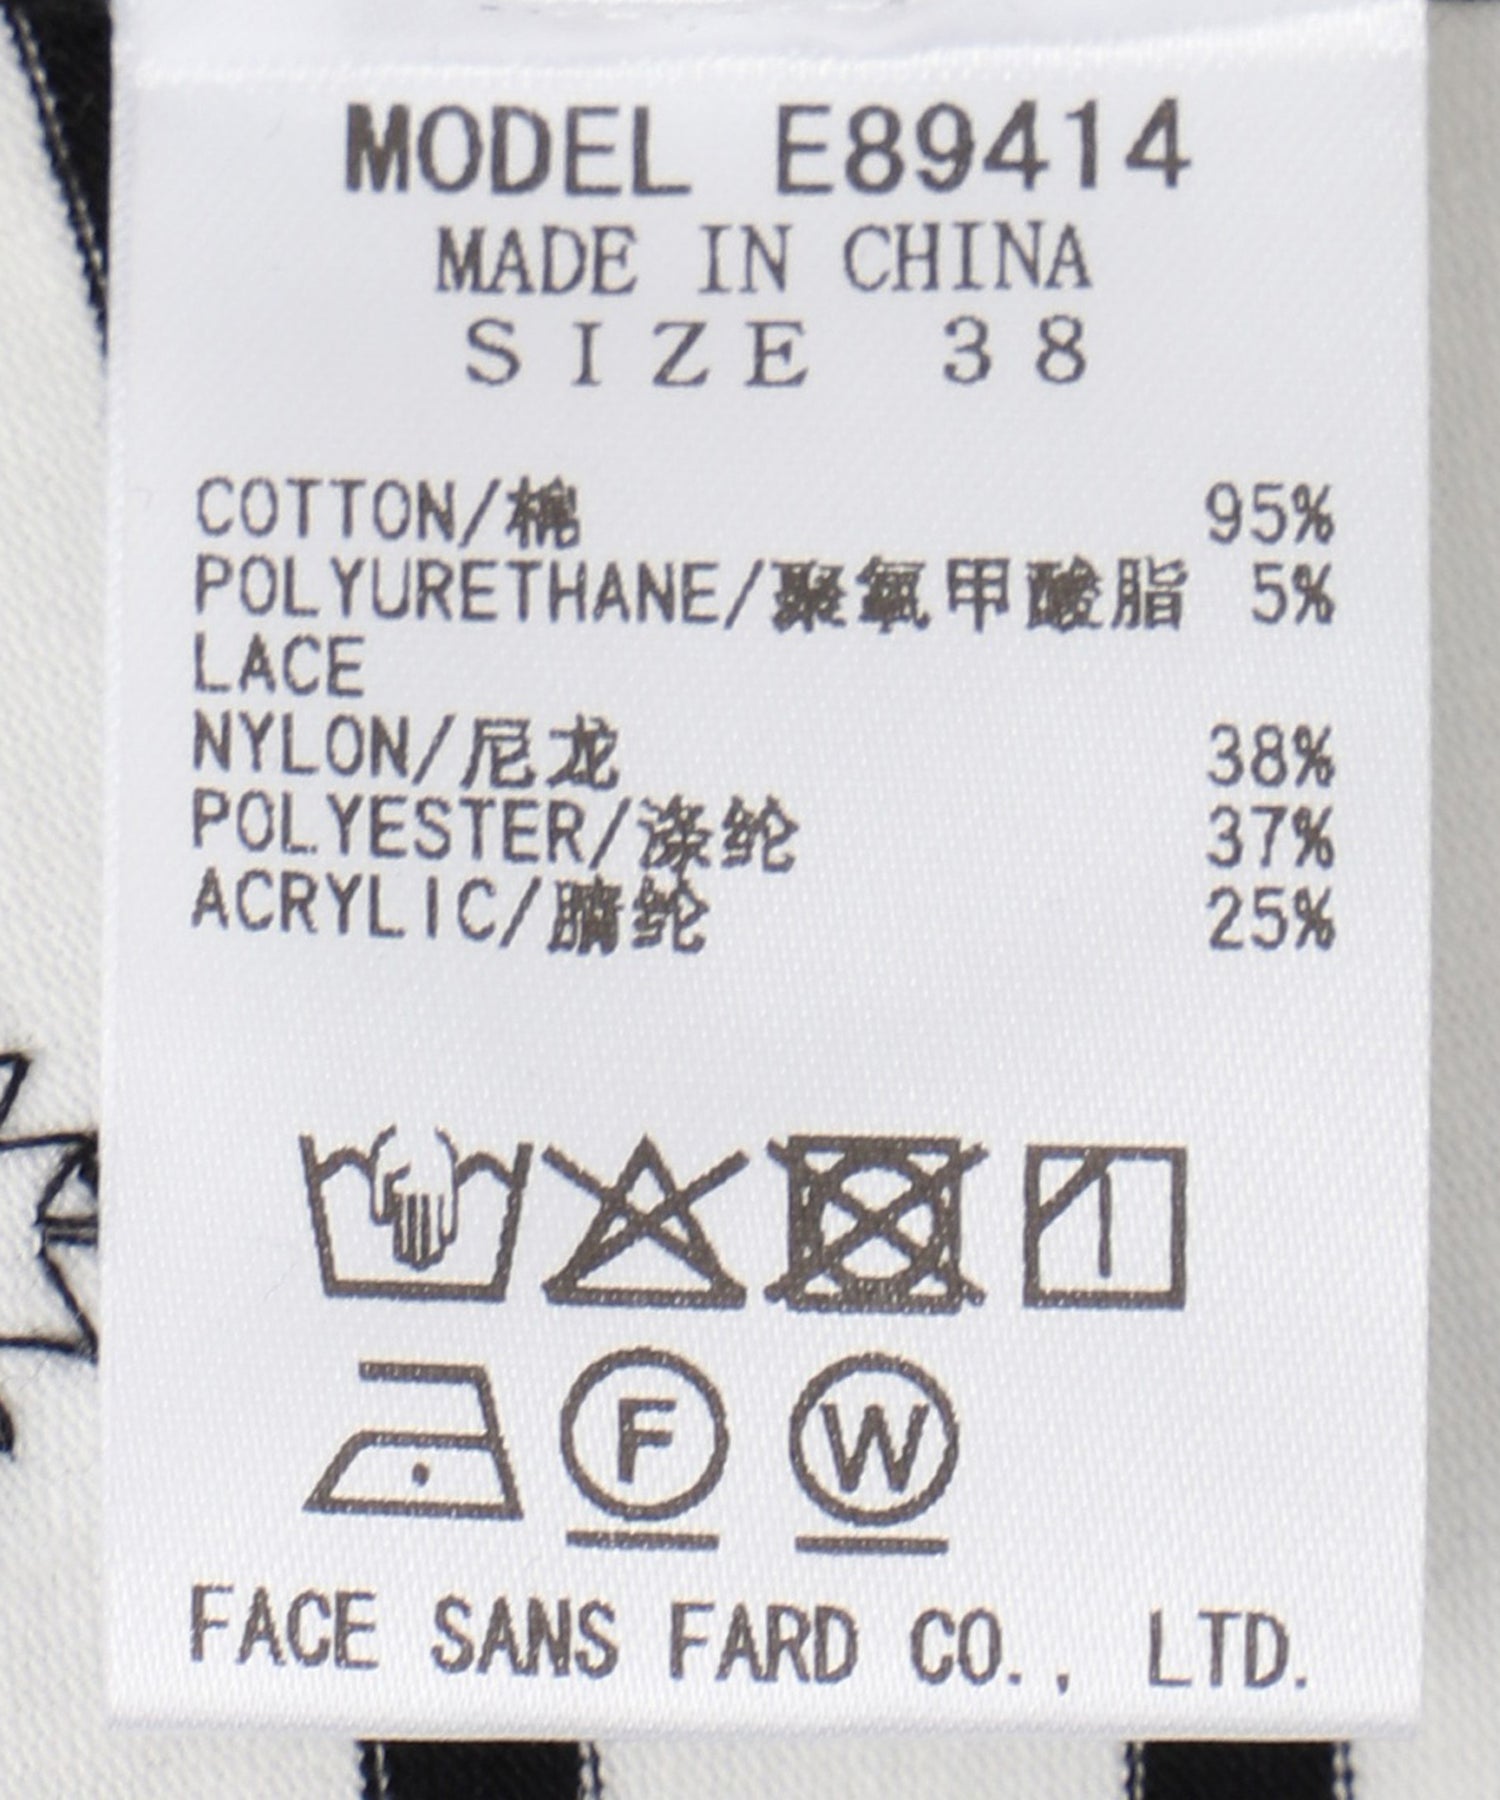 MODEL E89414
MADE IN CHINA
SIZE 38
COTTON/棉 95%
POLYURETHANE/聚氨甲酸脂 5%
LACE
NYLON/尼龙 38%
POLYESTER/涤纶 37%
ACRYLIC/腈纶 25%
F W
FACE SANS FARD CO., LTD.